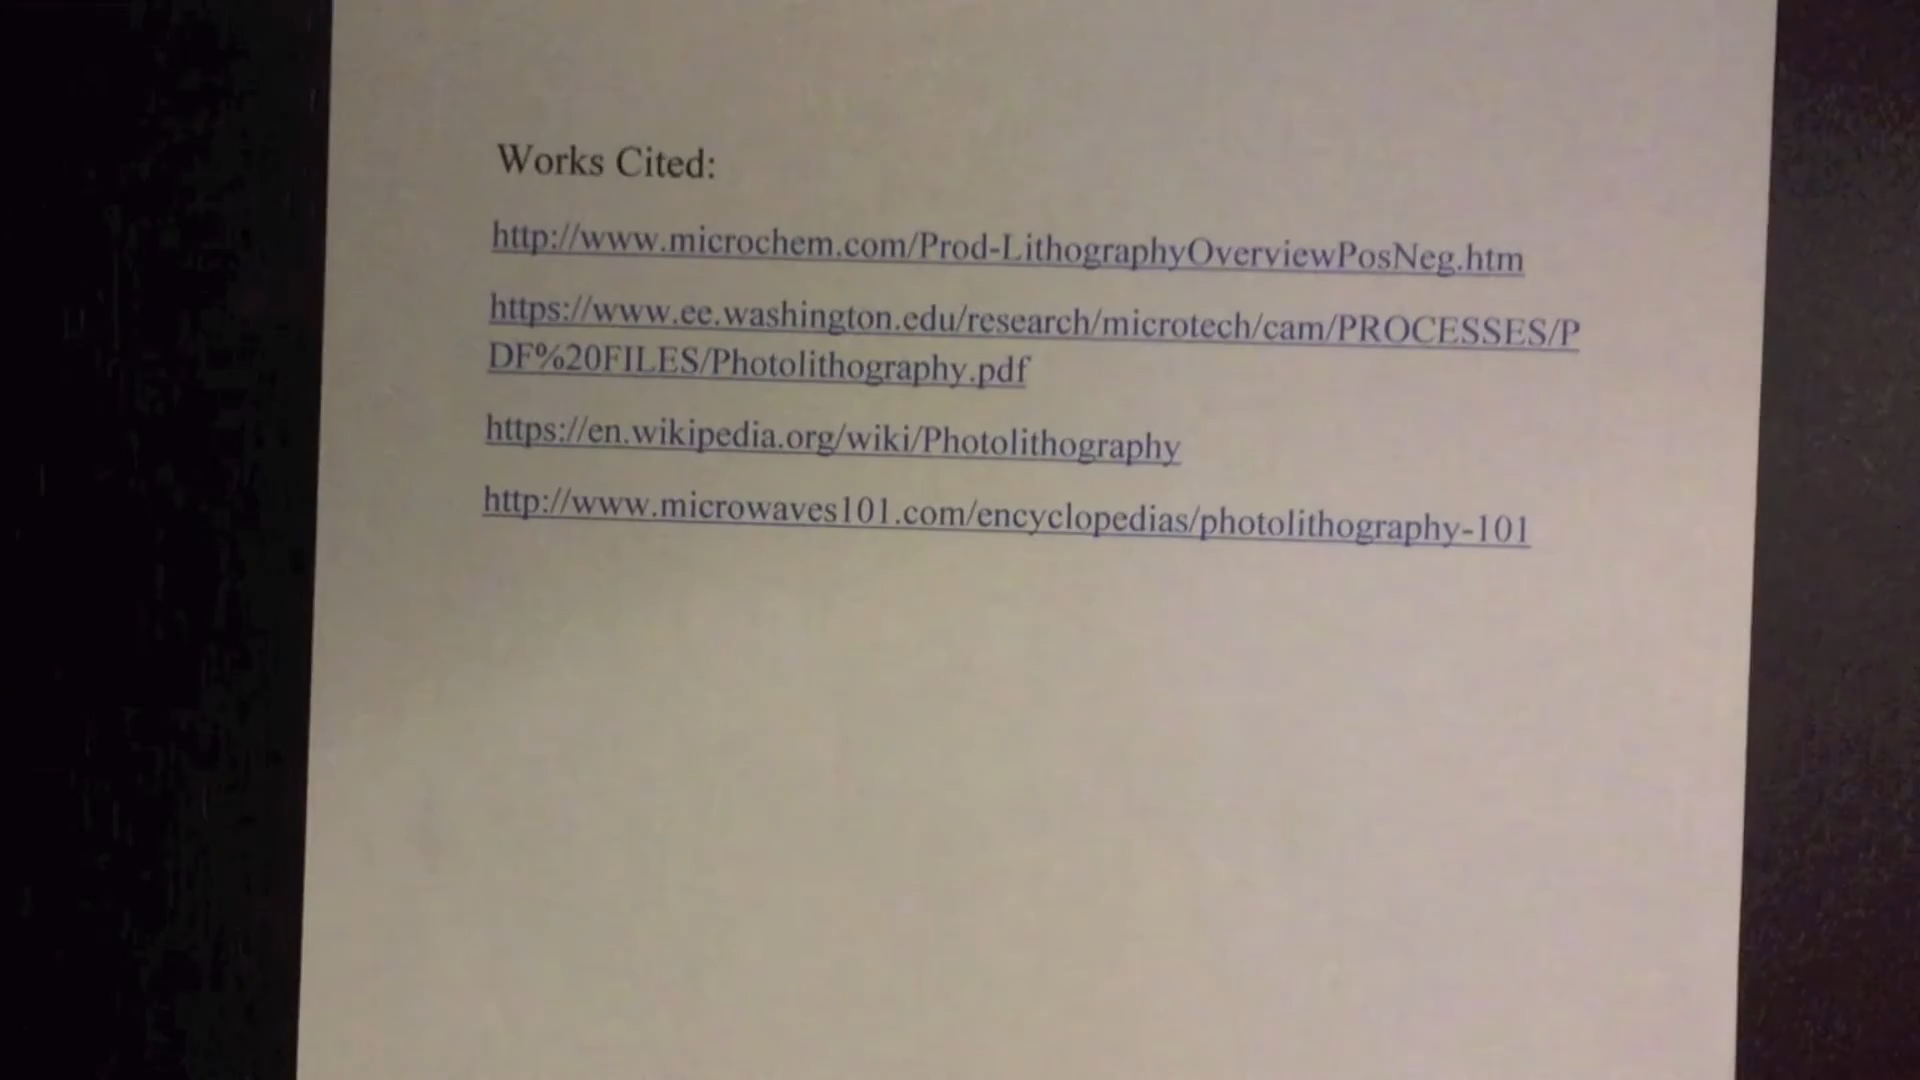 Works Cited:
http://www.microchem.com/Prod-LithographyOverviewPosNeg.htm
https://www.ee.washington.edu/research/microtech/cam/PROCESSES/P
DF%20FILES/Photolithography.pdf
https://en.wikipedia.org/wiki/Photolithography
http://www.microwaves101.com/encyclopedias/photolithography-101